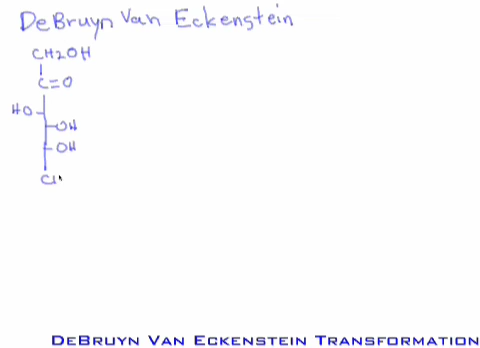 DeBruyn Van Eckenstein
CH2OH
C=O
HO
OH
OH
DeBruyn Van Eckenstein Transformation